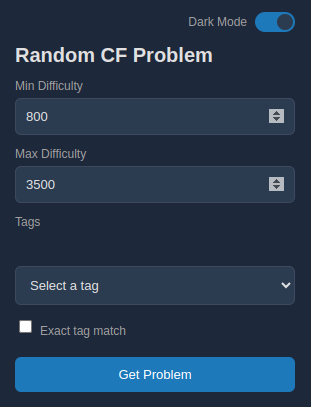 Dark Mode
Random CF Problem
Min Difficulty
800
Max Difficulty
3500
Tags
Select a tag
Exact tag match
Get Problem